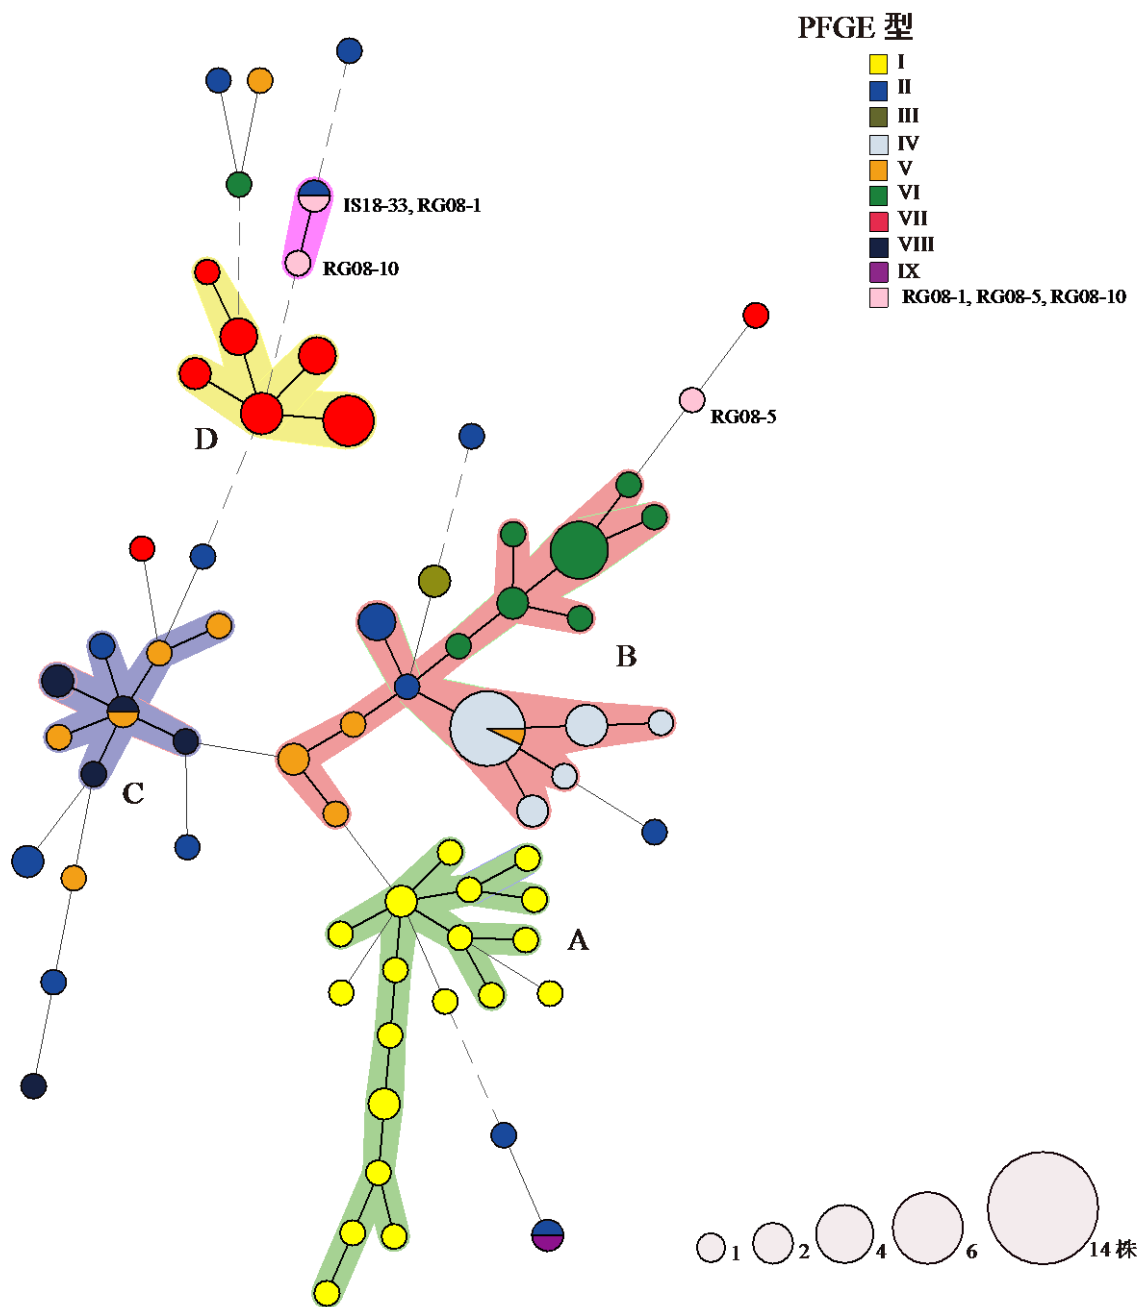 PFGE 型
I
II
III
IV
V
VI
VII
VIII
IX
RG08-1, RG08-5, RG08-10
IS18-33, RG08-1
RG08-10
RG08-5
D
B
C
A
1
2
4
6
14 株